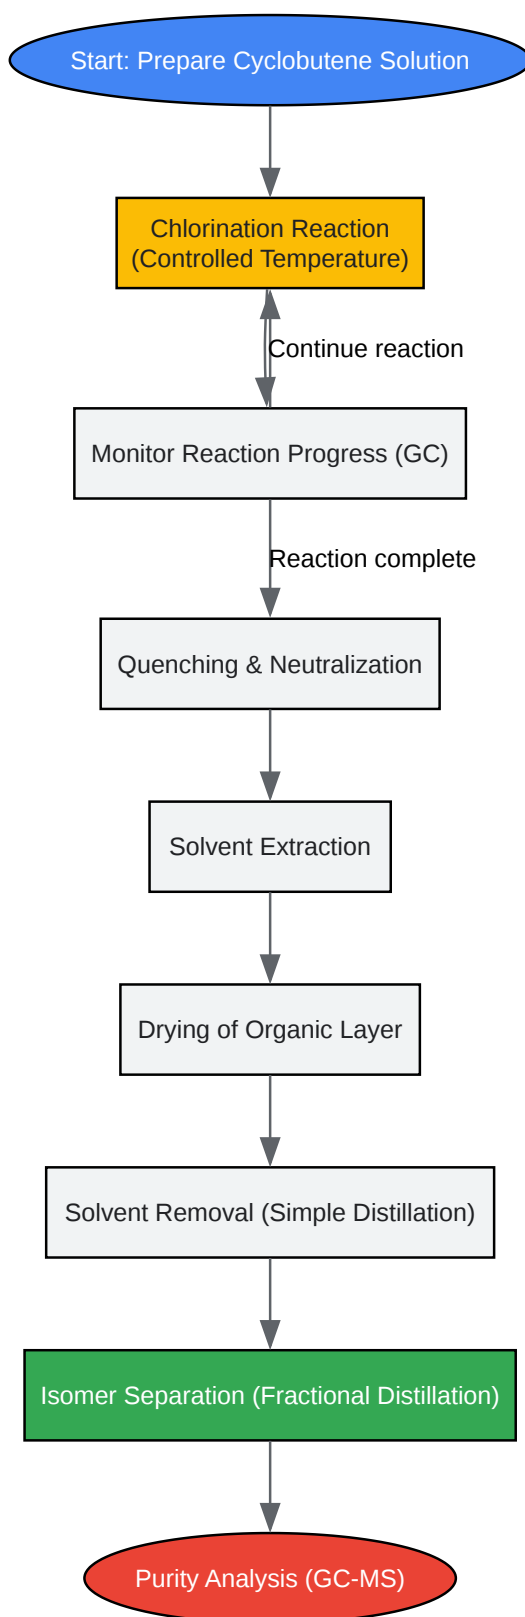 Start: Prepare Cyclobutene Solution
Chlorination Reaction
(Controlled Temperature)
Continue reaction
Monitor Reaction Progress (GC)
Reaction complete
Quenching & Neutralization
Solvent Extraction
Drying of Organic Layer
Solvent Removal (Simple Distillation)
Isomer Separation (Fractional Distillation)
Purity Analysis (GC-MS)